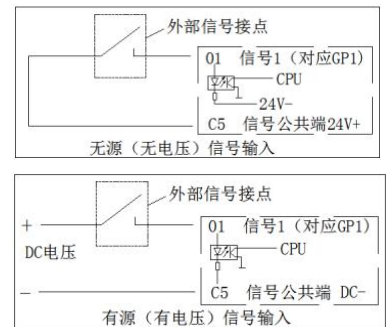 外部信号接点
01 信号1（对应GP1）
CPU
24V-
C5 信号公共端24V+
无源（无电压）信号输入
外部信号接点
+
01 信号1（对应GP1）
DC电压
CPU
-
C5 信号公共端 DC-
有源（有电压）信号输入